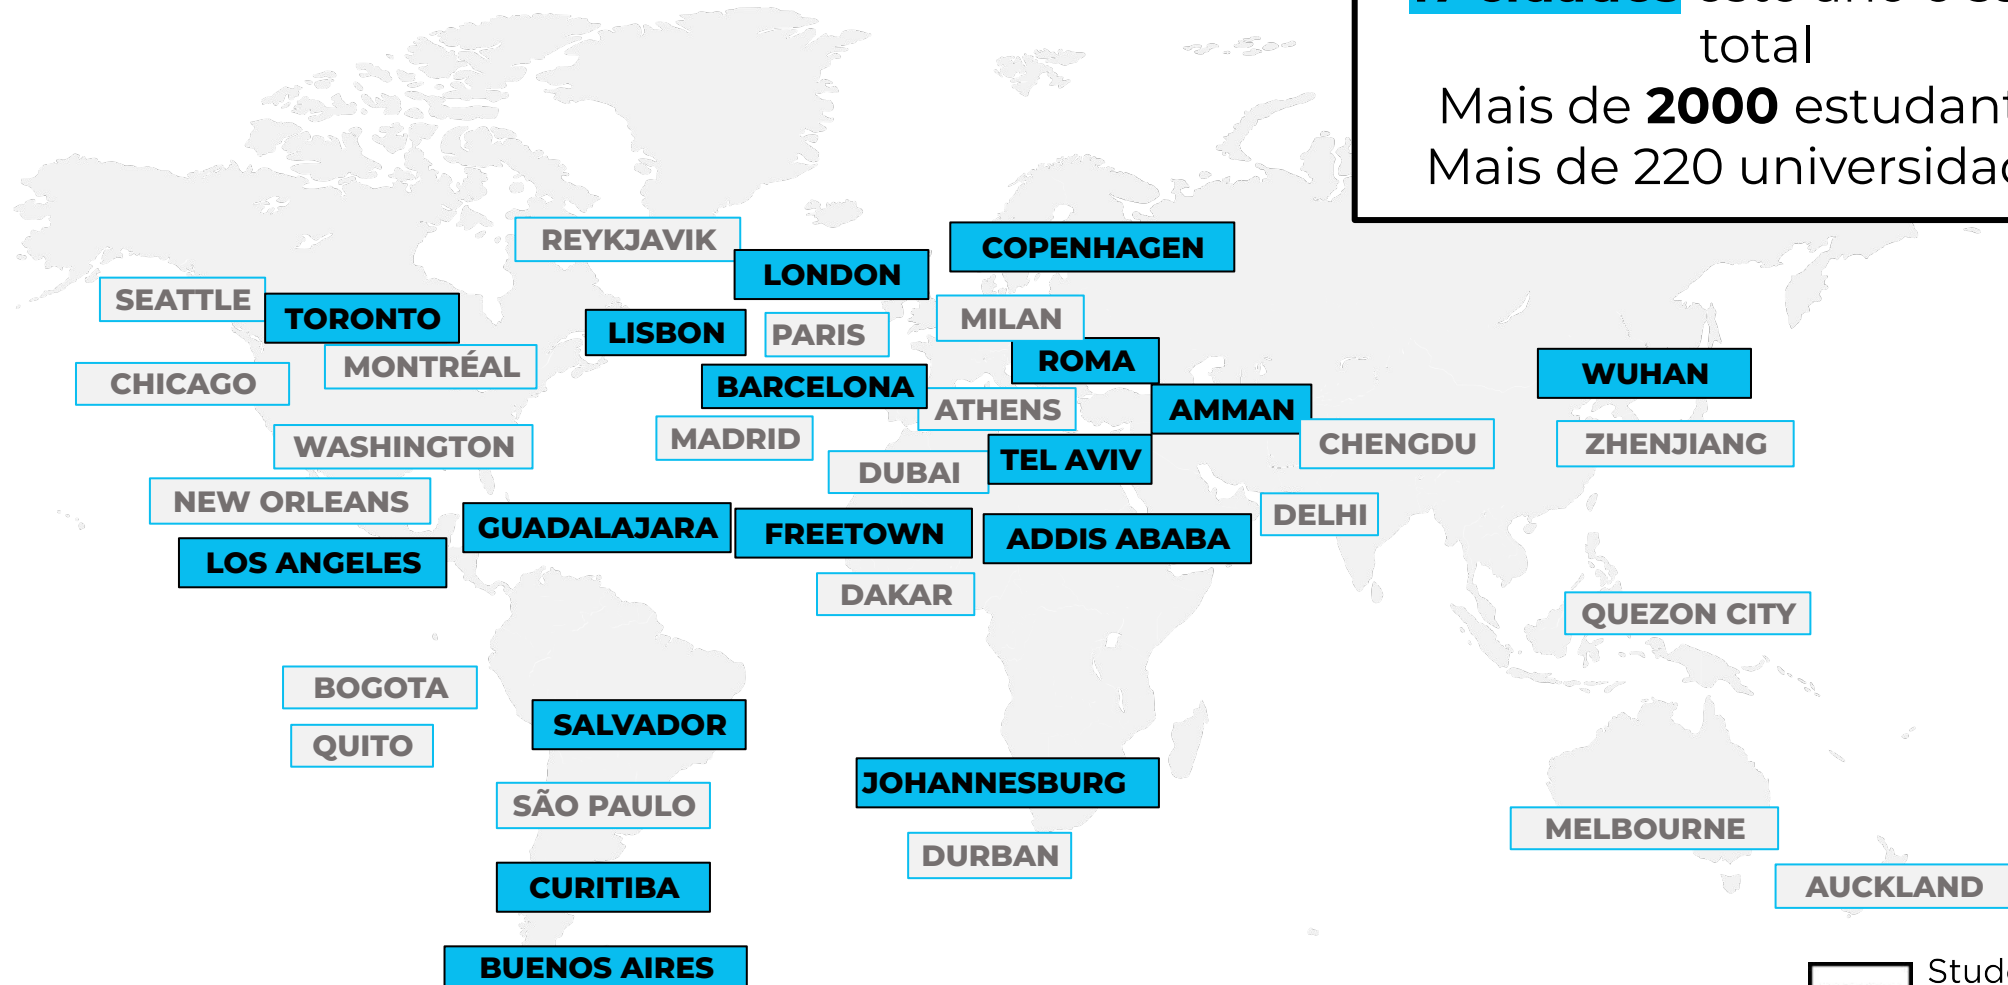 total
Mais de 2000
Mais de 220
REYKJAVIK
COPENHAGEN
LONDON
SEATTLE
TORONTO
LISBON
PARIS
MILAN
MONTRÉAL
ROMA
CHICAGO
BARCELONA
WUHAN
ATHENS
AMMAN
WASHINGTON
MADRID
CHENGDU
ZHENJIANG
DUBAI
TEL AVIV
NEW ORLEANS
DELHI
GUADALAJARA
FREETOWN
ADDIS ABABA
LOS ANGELES
DAKAR
QUEZON CITY
BOGOTA
SALVADOR
QUITO
JOHANNESBURG
SÃO PAULO
MELBOURNE
DURBAN
CURITIBA
AUCKLAND
BUENOS AIRES